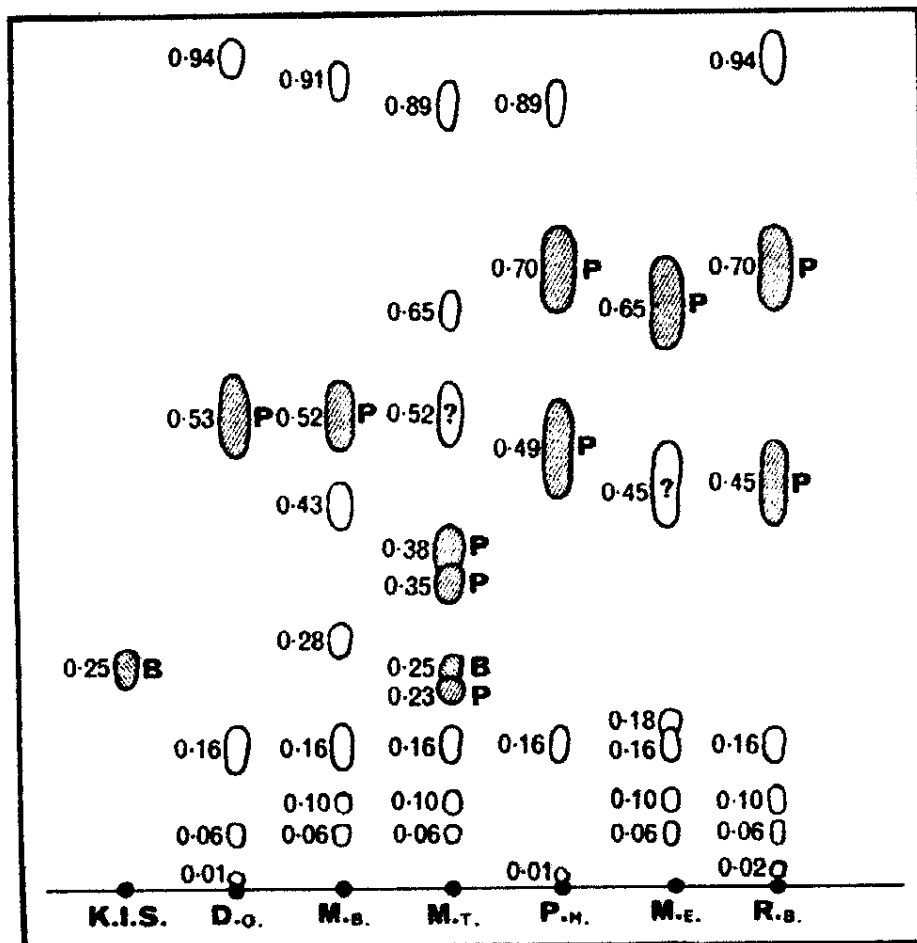 0·94 0·94
0·91
0·89 0·89
0·70 P 0·70 P
0·65 0·65 P
0·53 P 0·52 P 0·52 ?
0·49 P
0·45 ? 0·45 P
0·43
0·38 P
0·35 P
0·28
0·25 B 0·25 B
0·23 P
0·18
0·16 0·16 0·16 0·16 0·16 0·16
0·10 0·10 0·10 0·10
0·06 0·06 0·06 0·06 0·06
0·01 0·01 0·02
K.I.S. D.G. M.B. M.T. P.H. M.E. R.B.